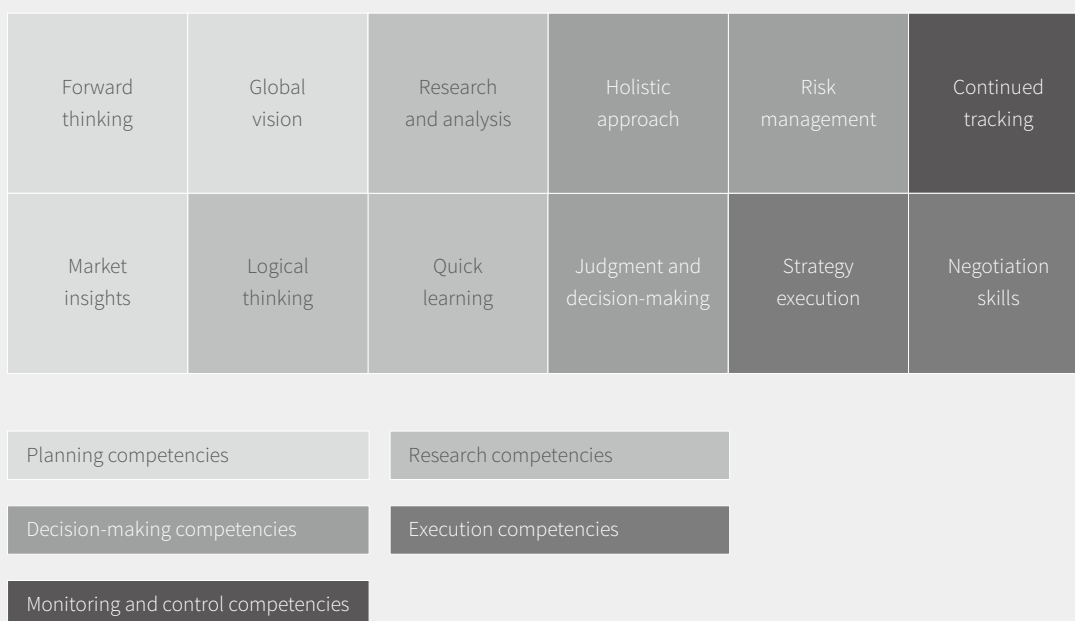 Forward
thinking
Global
vision
Research
and analysis
Holistic
approach
Risk
management
Continued
tracking
Market
insights
Logical
thinking
Quick
learning
Judgment and
decision-making
Strategy
execution
Negotiation
skills
Planning competencies
Research competencies
Decision-making competencies
Execution competencies
Monitoring and control competencies